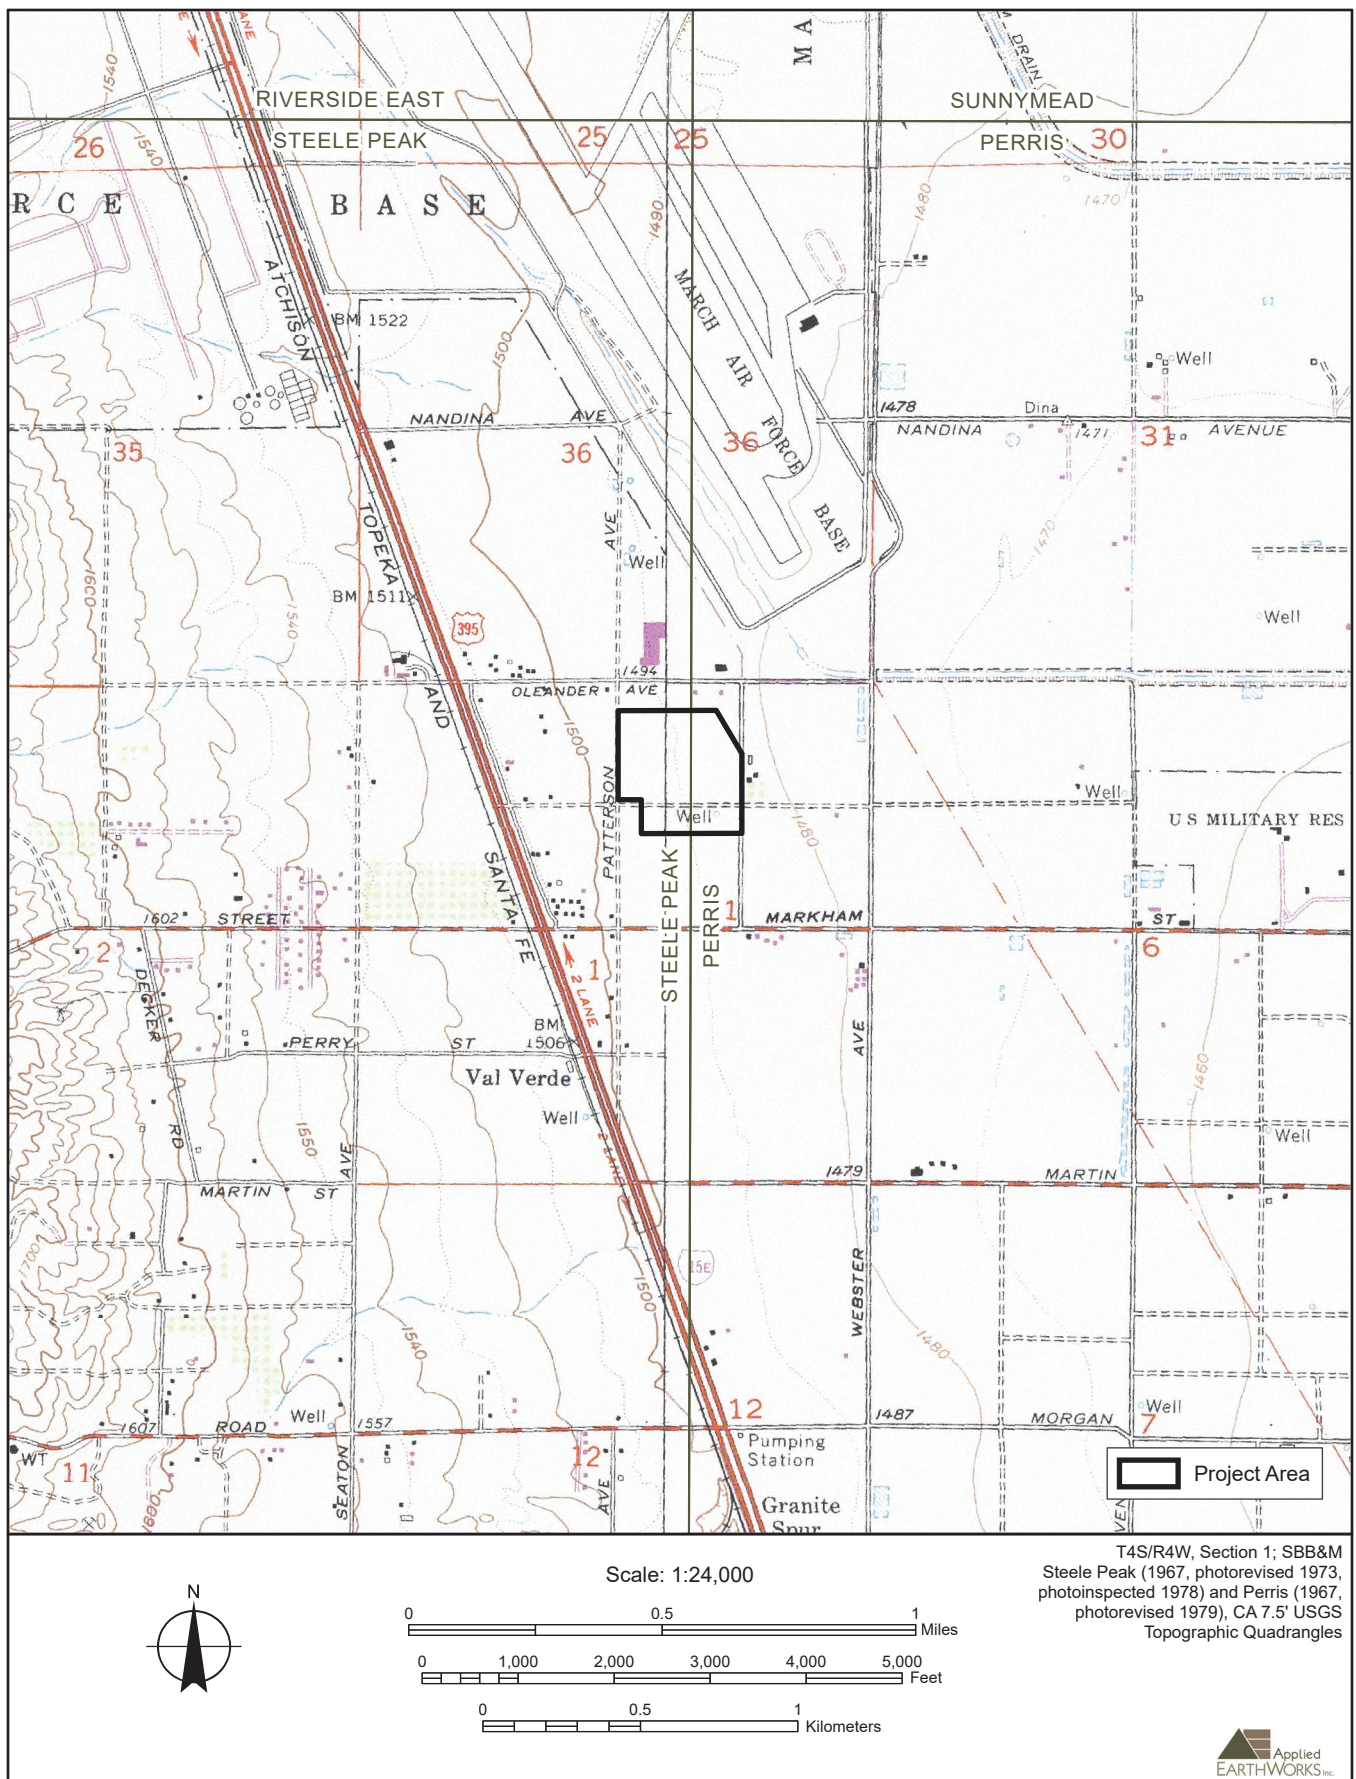 M A
DRAIN
1540
RIVERSIDE EAST
SUNNYMEAD
STEELE PEAK
PERRIS
26
25
25
30
1540
1480
1470
R C E
B A S E
1490
ATCHISON
MARCH
AIR
FORCE
BASE
BM 1522
1500
Well
NANDINA
AVE
1478
Dina
1471
NANDINA
AVENUE
35
36
36
31
TOPEKA
AVE
Well
1470
1600
BM 1511
1540
395
Well
1494
OLEANDER
AVE
AND
1500
PATTERSON
Well
1480
Well
U S MILITARY RES
SANTA FE
STEELE PEAK
PERRIS
1602
STREET
1
MARKHAM
ST
2
1
6
DECKER
2 LANE
BM
1506
PERRY
ST
AVE
1460
Val Verde
Well
RD
1550
AVE
2 LANE
Well
1479
MARTIN
MARTIN
ST
1700
15E
1500
WEBSTER
1540
1480
12
1487
MORGAN
Well
7
1607
ROAD
Well
1557
WT
11
12
Pumping
Station
SEATON
AVE
1600
Granite
Spur
Project Area
T4S/R4W, Section 1; SBB&M
Steele Peak (1967, photorevised 1973,
photoinspected 1978) and Perris (1967,
photorevised 1979), CA 7.5' USGS
Topographic Quadrangles
Scale: 1:24,000
N
0 0.5 1
Miles
0 1,000 2,000 3,000 4,000 5,000
Feet
0 0.5 1
Kilometers
Applied
EARTHWORKS Inc.